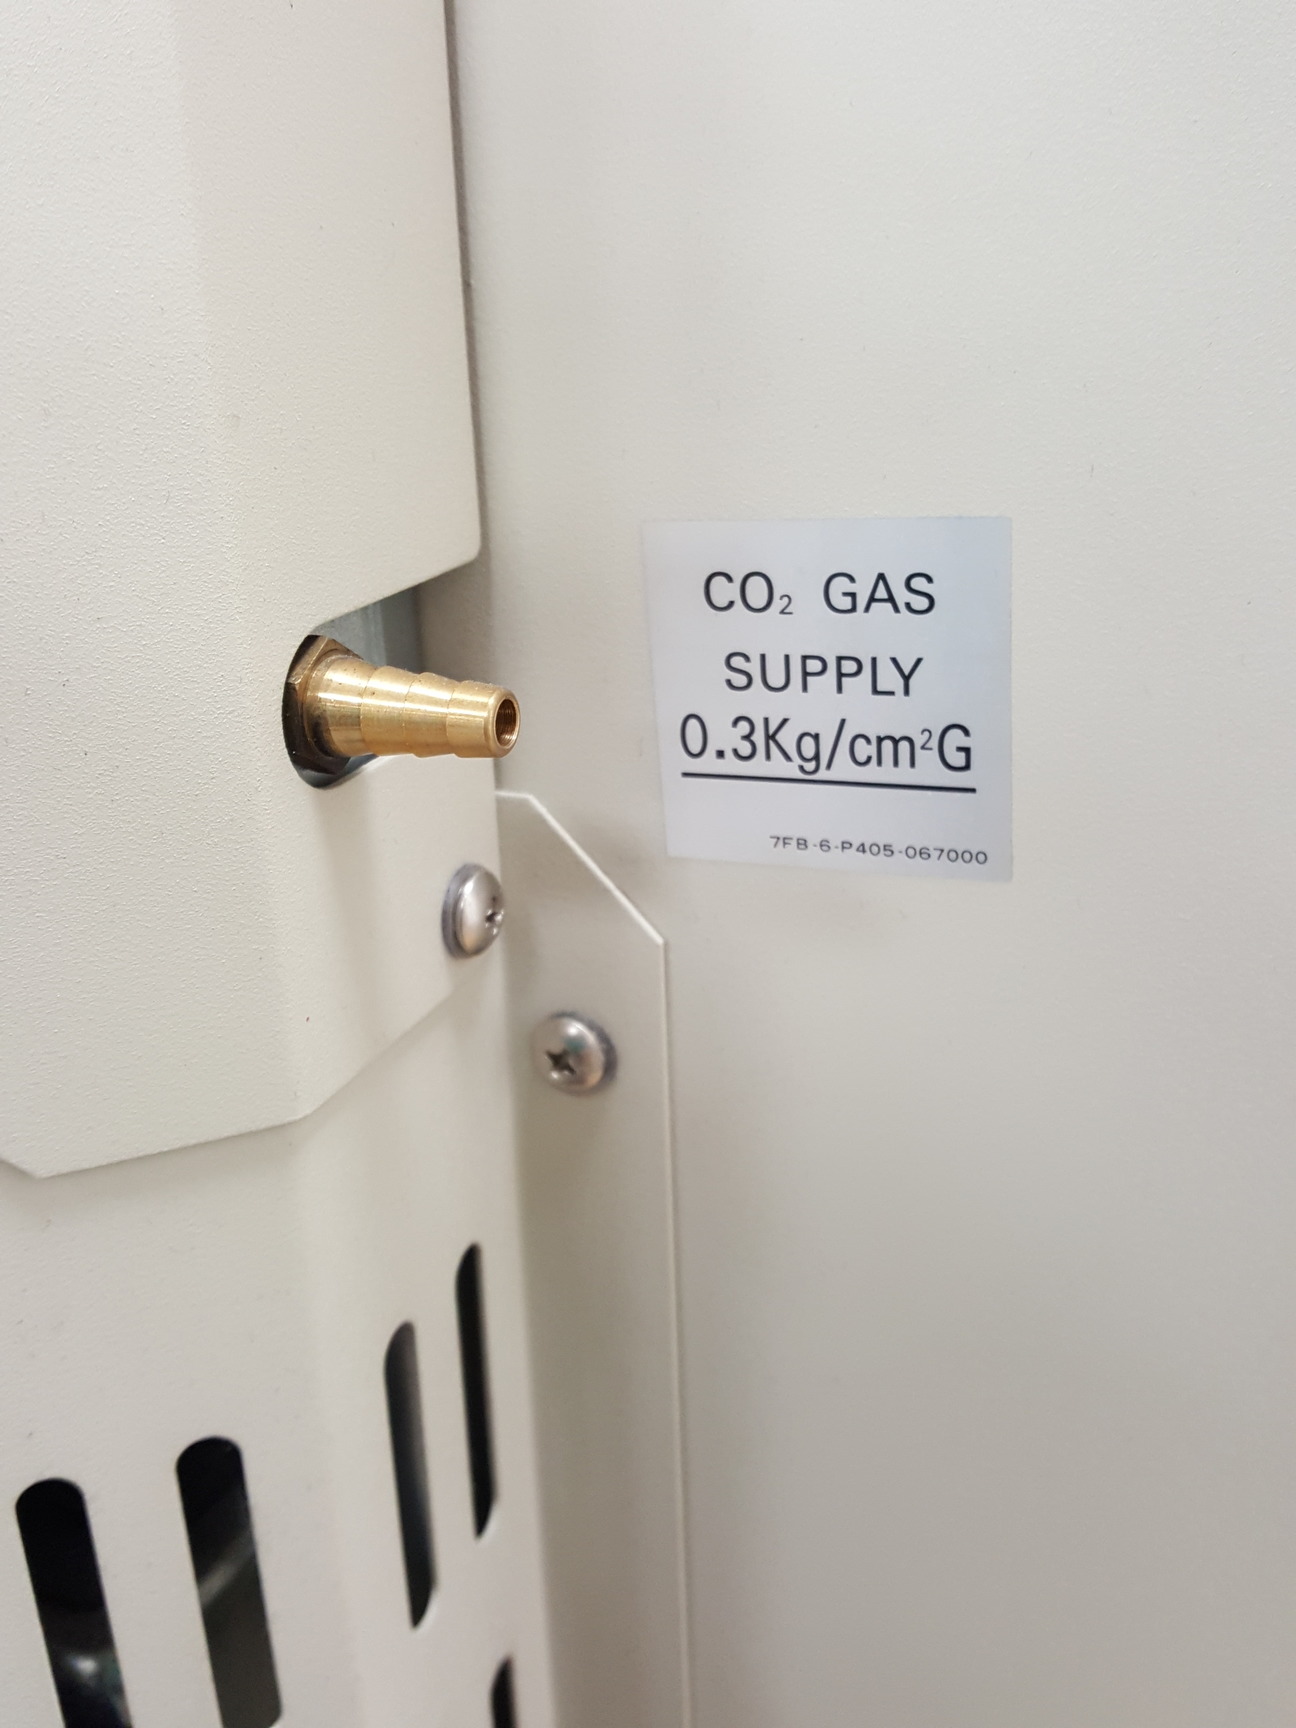 CO₂ GAS
SUPPLY
0.3Kg/cm²G
7FB-6-P405-067000